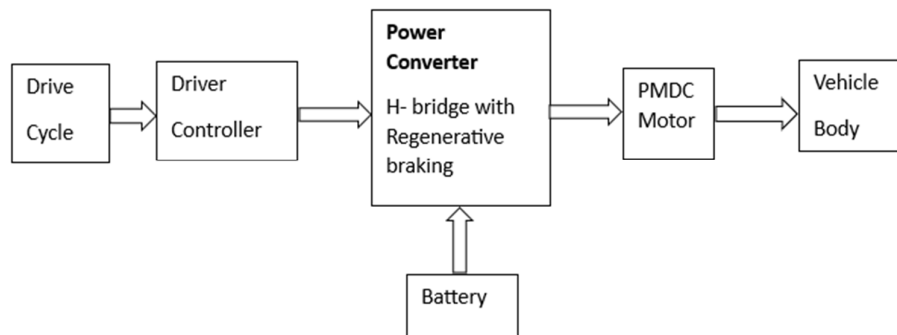 Drive
Cycle
Driver
Controller
Power
Converter
H- bridge with
Regenerative
braking
PMDC
Motor
Vehicle
Body
Battery